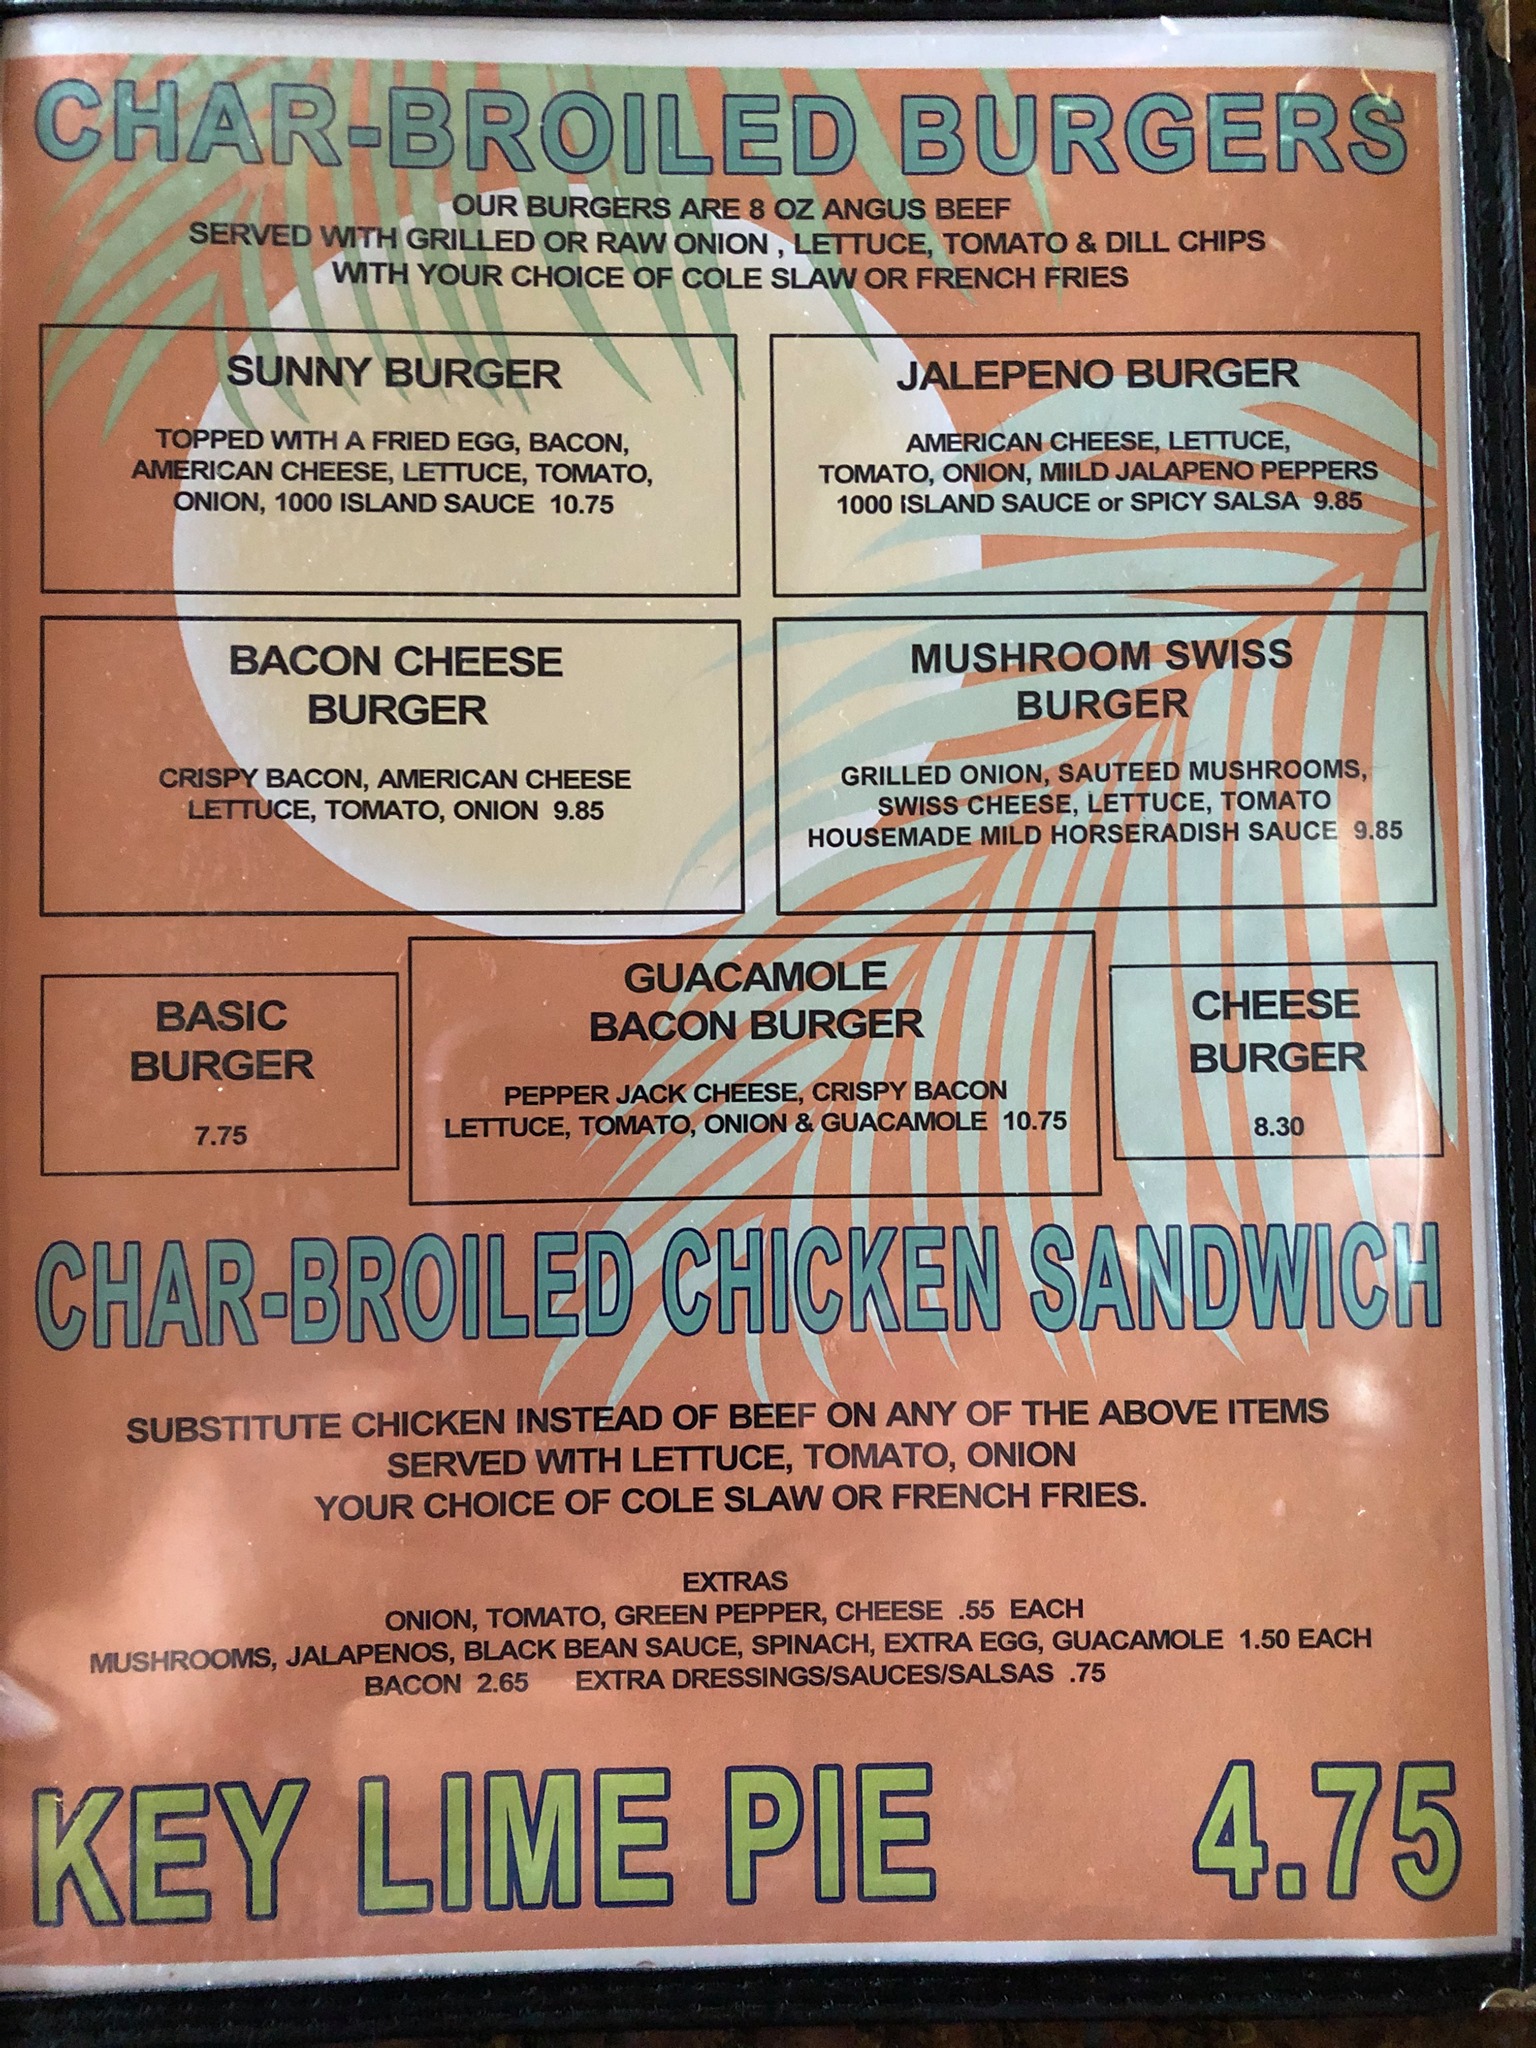 CHAR-BROILED BURGERS
OUR BURGERS ARE 8 OZ ANGUS BEEF
SERVED WITH GRILLED OR RAW ONION , LETTUCE, TOMATO & DILL CHIPS
WITH YOUR CHOICE OF COLE SLAW OR FRENCH FRIES
SUNNY BURGER
TOPPED WITH A FRIED EGG, BACON,
AMERICAN CHEESE, LETTUCE, TOMATO,
ONION, 1000 ISLAND SAUCE 10.75
JALEPENO BURGER
AMERICAN CHEESE, LETTUCE,
TOMATO, ONION, MIILD JALAPENO PEPPERS
1000 ISLAND SAUCE or SPICY SALSA 9.85
BACON CHEESE
BURGER
CRISPY BACON, AMERICAN CHEESE
LETTUCE, TOMATO, ONION 9.85
MUSHROOM SWISS
BURGER
GRILLED ONION, SAUTEED MUSHROOMS,
SWISS CHEESE, LETTUCE, TOMATO
HOUSEMADE MILD HORSERADISH SAUCE 9.85
BASIC
BURGER
7.75
GUACAMOLE
BACON BURGER
PEPPER JACK CHEESE, CRISPY BACON
LETTUCE, TOMATO, ONION & GUACAMOLE 10.75
CHEESE
BURGER
8.30
CHAR-BROILED CHICKEN SANDWICH
SUBSTITUTE CHICKEN INSTEAD OF BEEF ON ANY OF THE ABOVE ITEMS
SERVED WITH LETTUCE, TOMATO, ONION
YOUR CHOICE OF COLE SLAW OR FRENCH FRIES.
EXTRAS
ONION, TOMATO, GREEN PEPPER, CHEESE .55 EACH
MUSHROOMS, JALAPENOS, BLACK BEAN SAUCE, SPINACH, EXTRA EGG, GUACAMOLE 1.50 EACH
BACON 2.65 EXTRA DRESSINGS/SAUCES/SALSAS .75
KEY LIME PIE 4.75